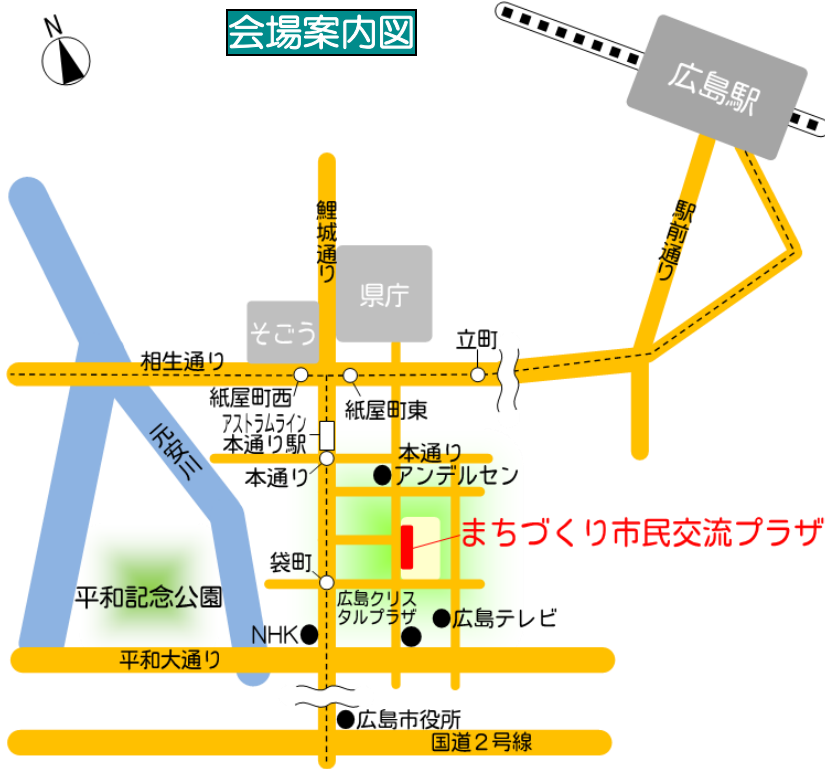 N
会場案内図
広島駅
鯉城通り
駅前通り
県庁
そごう
立町
相生通り
紙屋町西
紙屋町東
アストラムライン
本通り駅
元安川
本通り
本通り
アンデルセン
まちづくり市民交流プラザ
袋町
平和記念公園
広島クリス
タルプラザ
広島テレビ
NHK
平和大通り
広島市役所
国道2号線